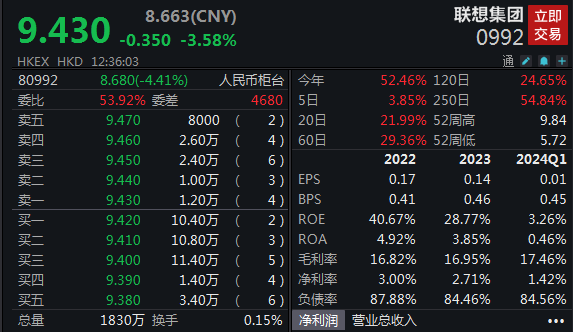 9.430 8.663(CNY) 联想集团 立即
-0.350 -3.58% 0992 交易
HKEX HKD 12:36:03 通
80992 8.680(-4.41%) 人民币柜台
委比 53.92% 委差 4680
卖五 9.470 8000 ( 2 )
卖四 9.460 2.60万 ( 4 )
卖三 9.450 2.40万 ( 6 )
卖二 9.440 1.00万 ( 3 )
卖一 9.430 1.20万 ( 4 )
买一 9.420 10.40万 ( 2 )
买二 9.410 10.80万 ( 3 )
买三 9.400 11.40万 ( 5 )
买四 9.390 1.40万 ( 4 )
买五 9.380 3.40万 ( 6 )
总量 1830万 换手 0.15%
今年 52.46% 120日 24.65%
5日 3.85% 250日 54.84%
20日 21.99% 52周高 9.84
60日 29.36% 52周低 5.72
2022 2023 2024Q1
EPS 0.17 0.14 0.01
BPS 0.41 0.46 0.45
ROE 40.67% 28.77% 3.26%
ROA 4.92% 3.85% 0.46%
毛利率 16.82% 16.95% 17.46%
净利率 3.00% 2.71% 1.42%
负债率 87.88% 84.46% 84.56%
净利润 营业总收入 •••